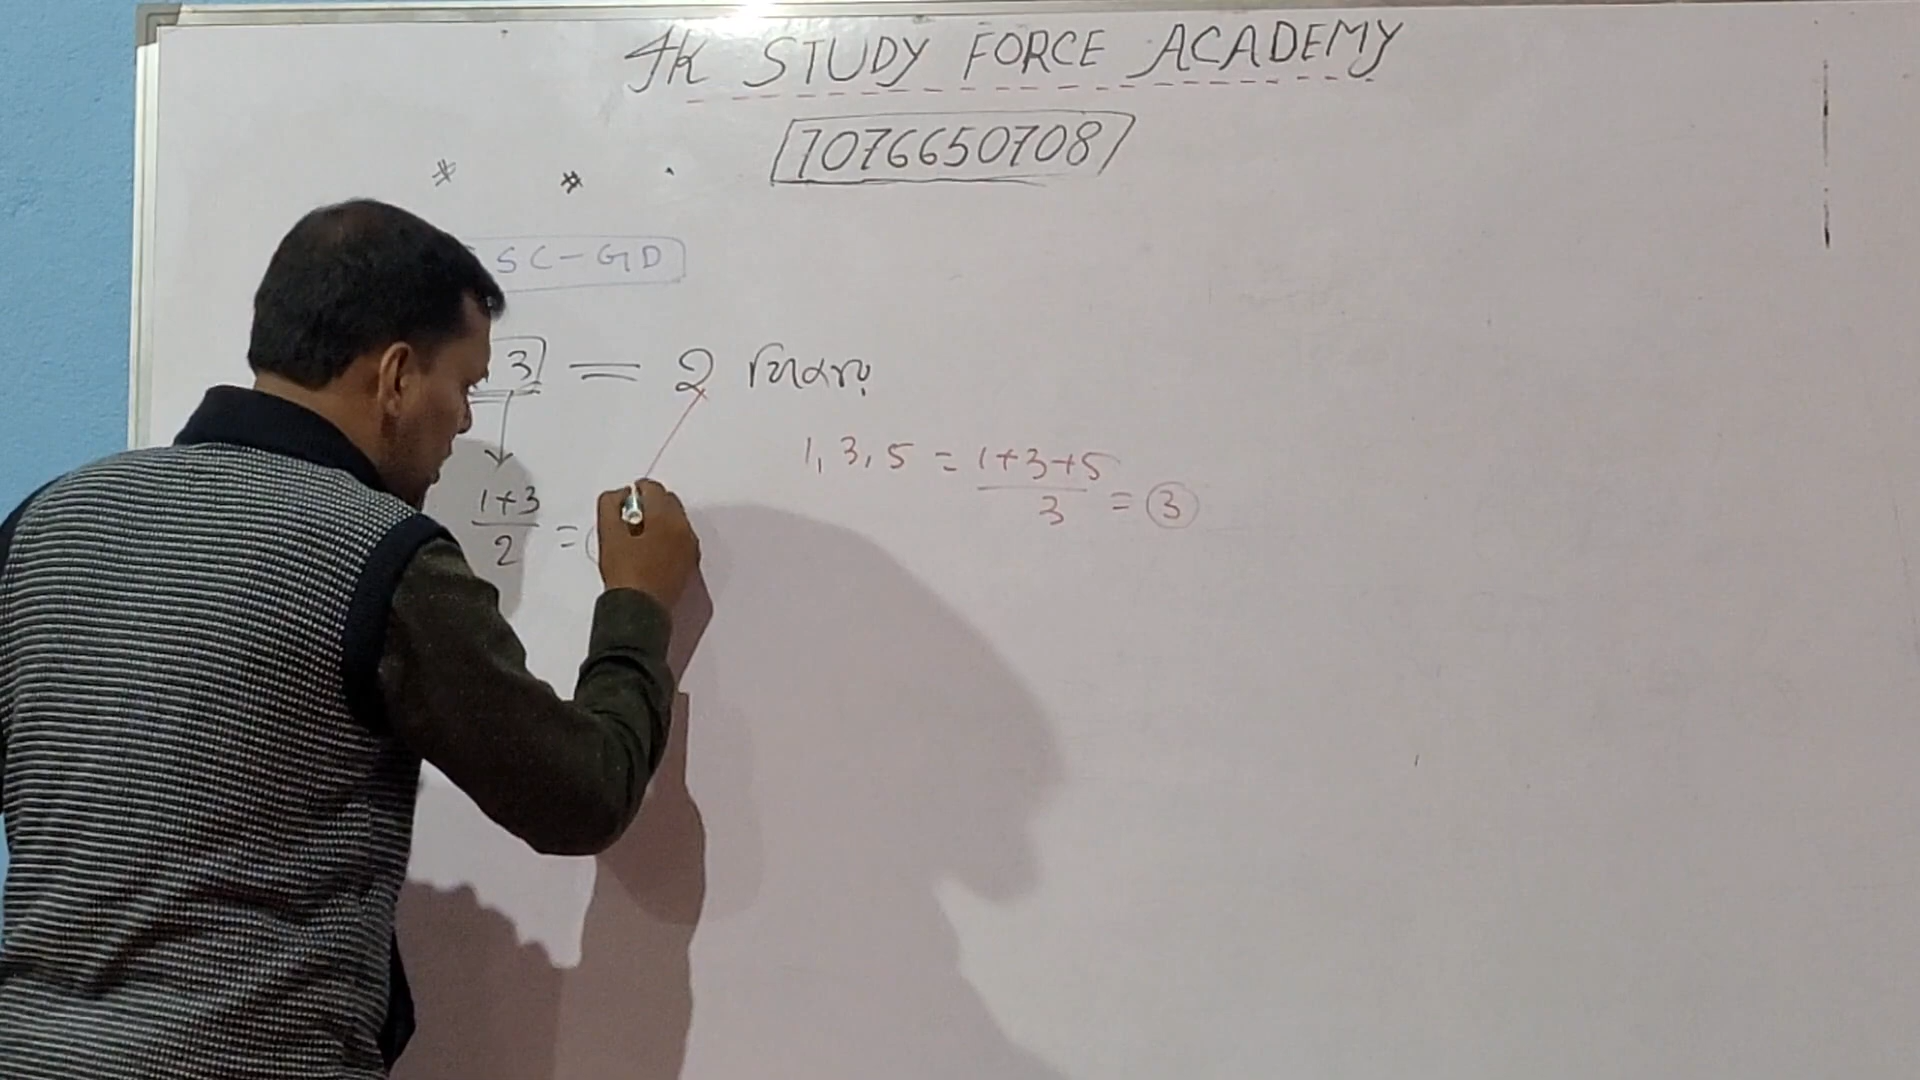 JK STUDY FORCE ACADEMY
7076650708
* *
SC-GD
3 = 2
1, 3, 5 = 1+3+5 / 3 = 3
1+3 / 2 =